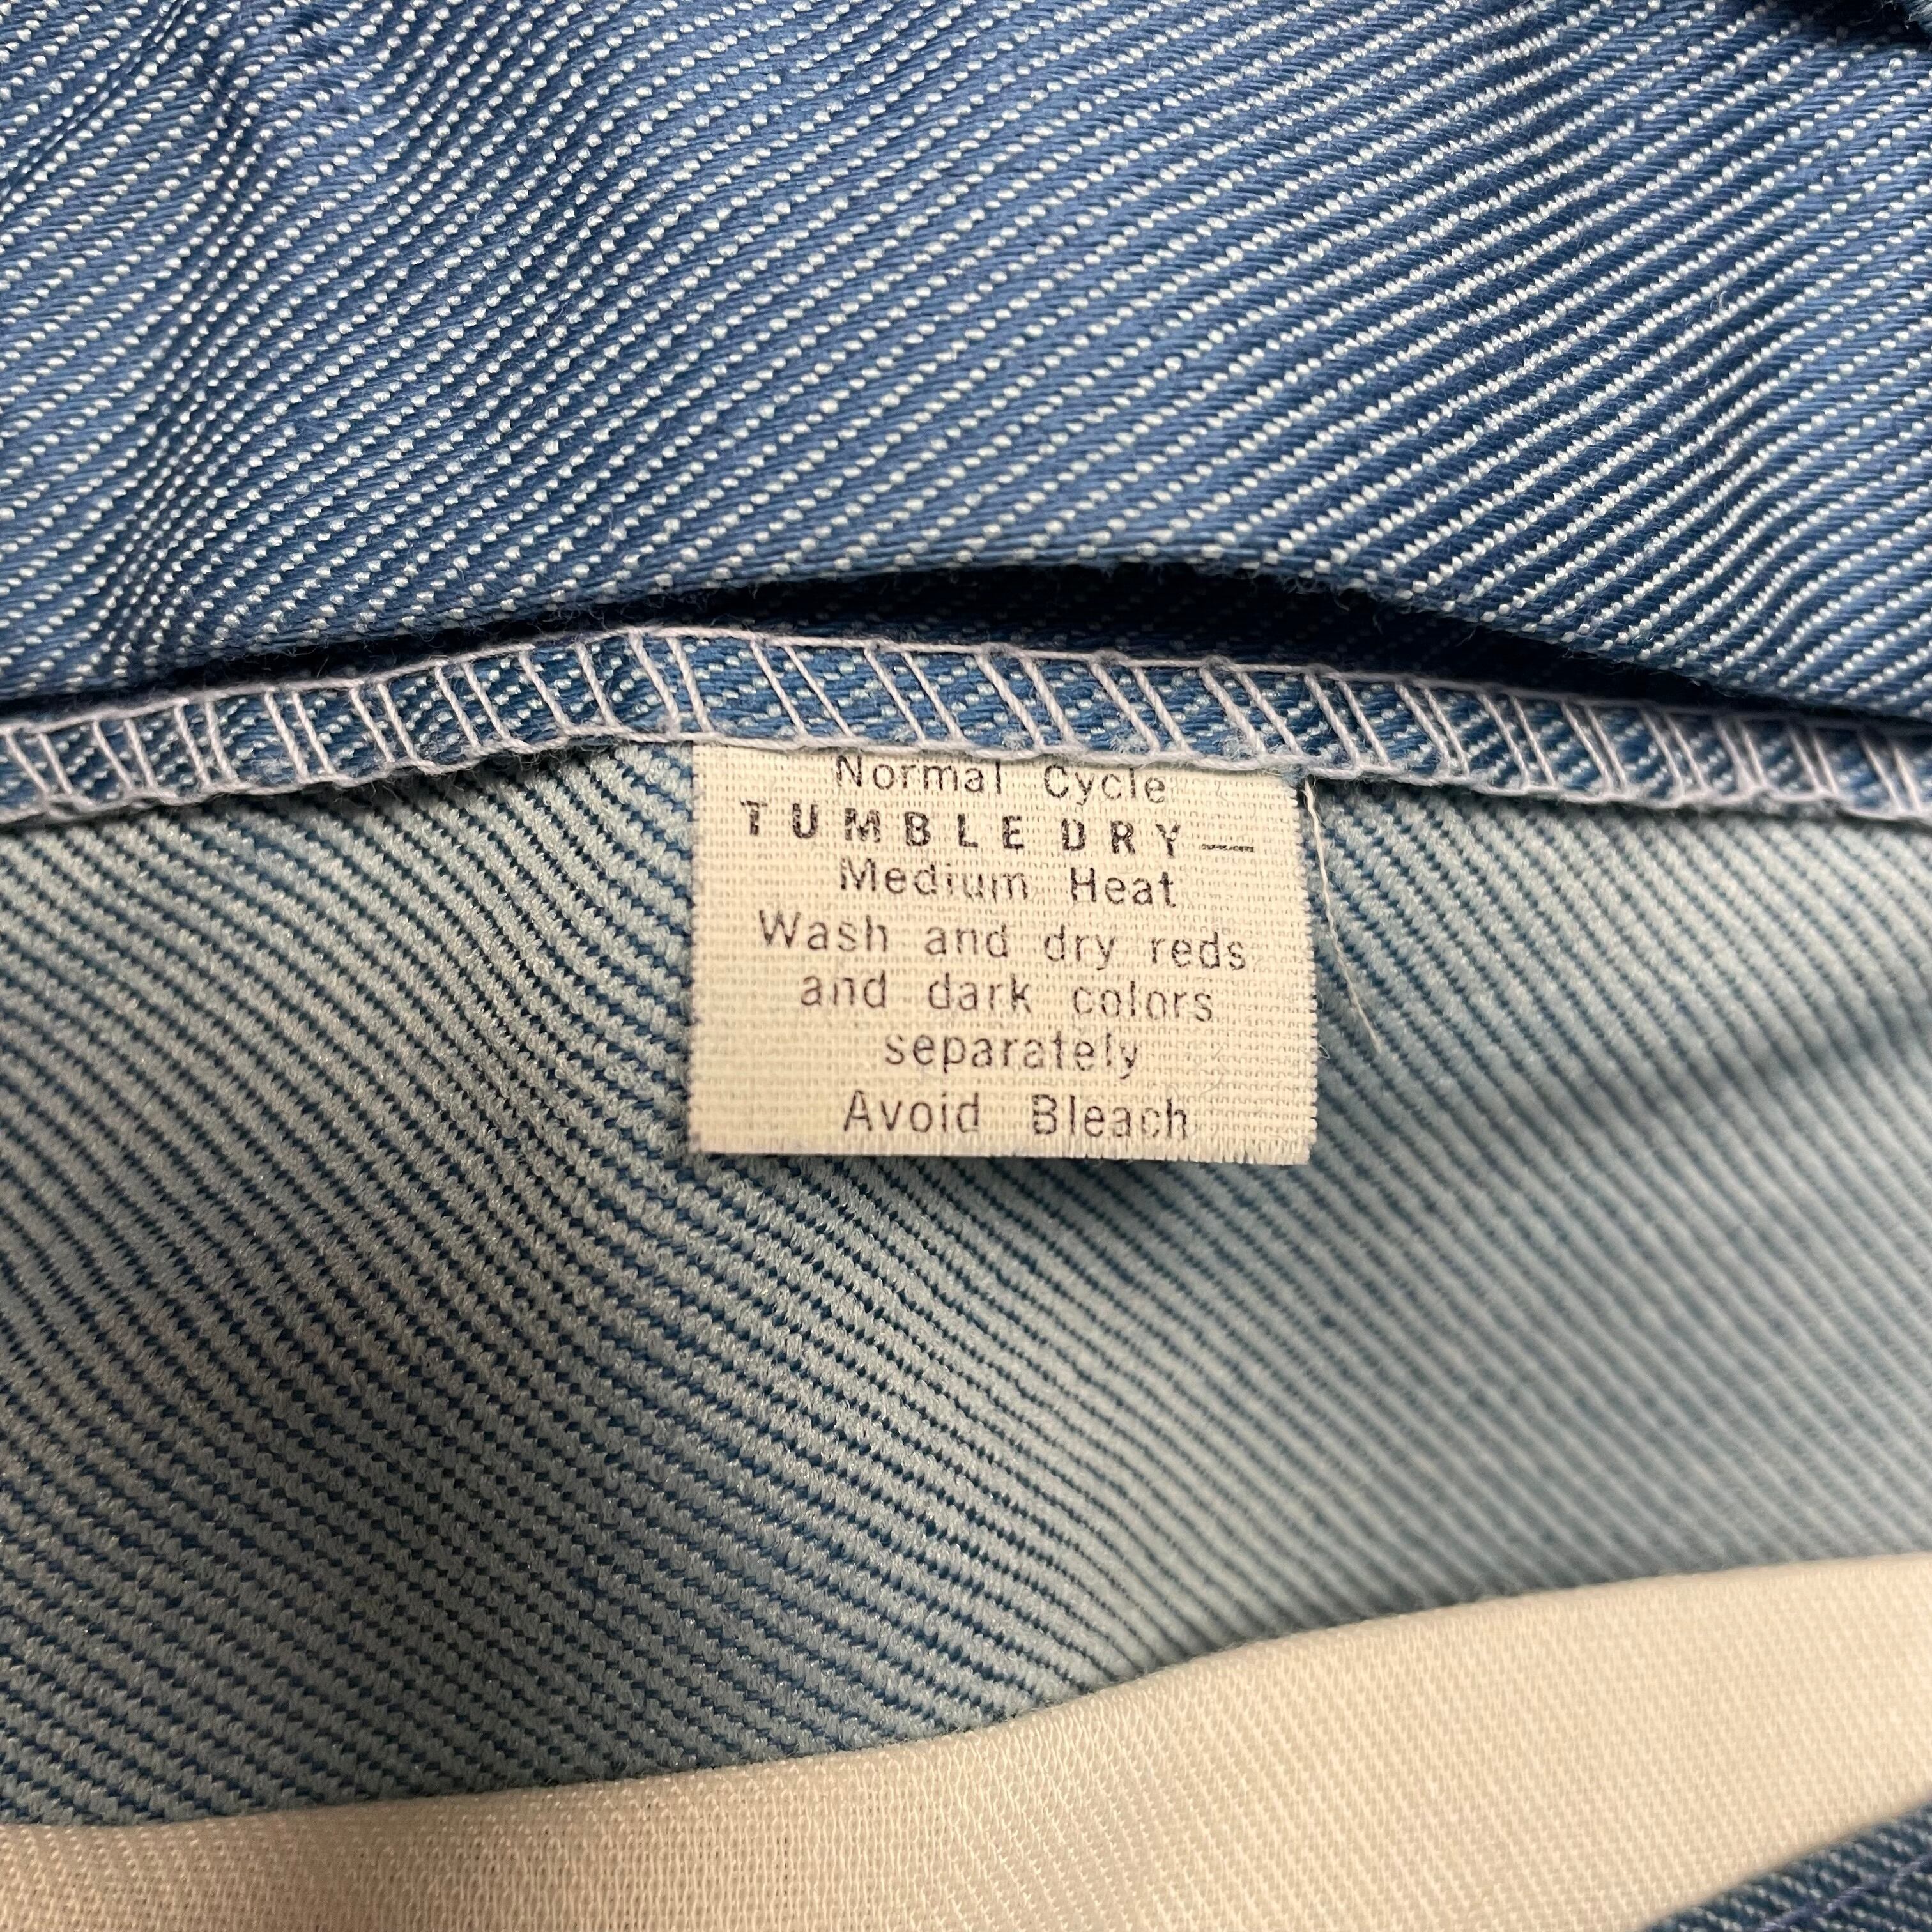 Normal Cycle
TUMBLE DRY—
Medium Heat
Wash and dry reds
and dark colors
separately
Avoid Bleach